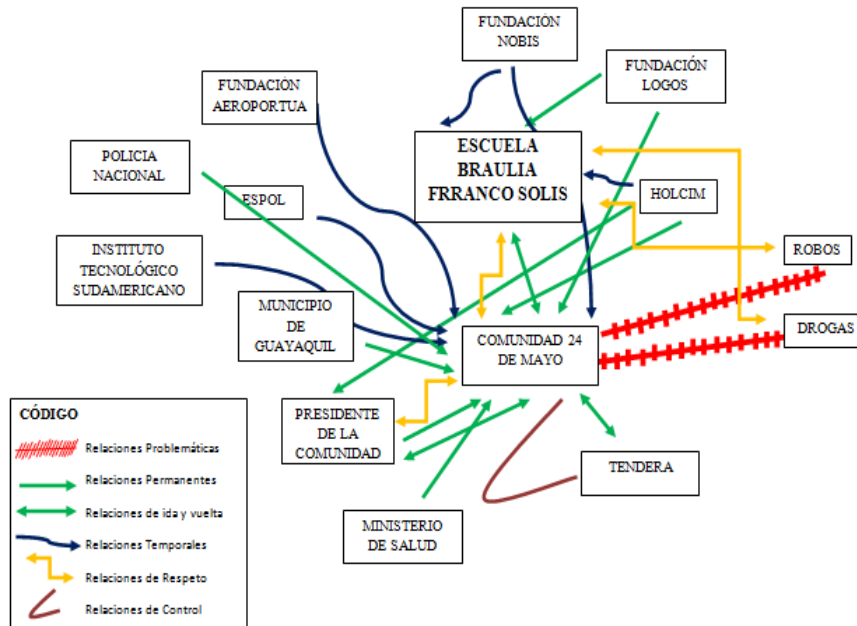 FUNDACIÓN
NOBIS
FUNDACIÓN
LOGOS
FUNDACIÓN
AEROPORTUA
ESCUELA
BRAULIA
FRRANCO SOLIS
POLICIA
NACIONAL
ESPOL
HOLCIM
INSTITUTO
TECNOLÓGICO
SUDAMERICANO
ROBOS
MUNICIPIO
DE
GUAYAQUIL
DROGAS
COMUNIDAD 24
DE MAYO
PRESIDENTE
DE LA
COMUNIDAD
TENDERA
MINISTERIO
DE SALUD
CÓDIGO
Relaciones Problemáticas
Relaciones Permanentes
Relaciones de ida y vuelta
Relaciones Temporales
Relaciones de Respeto
Relaciones de Control